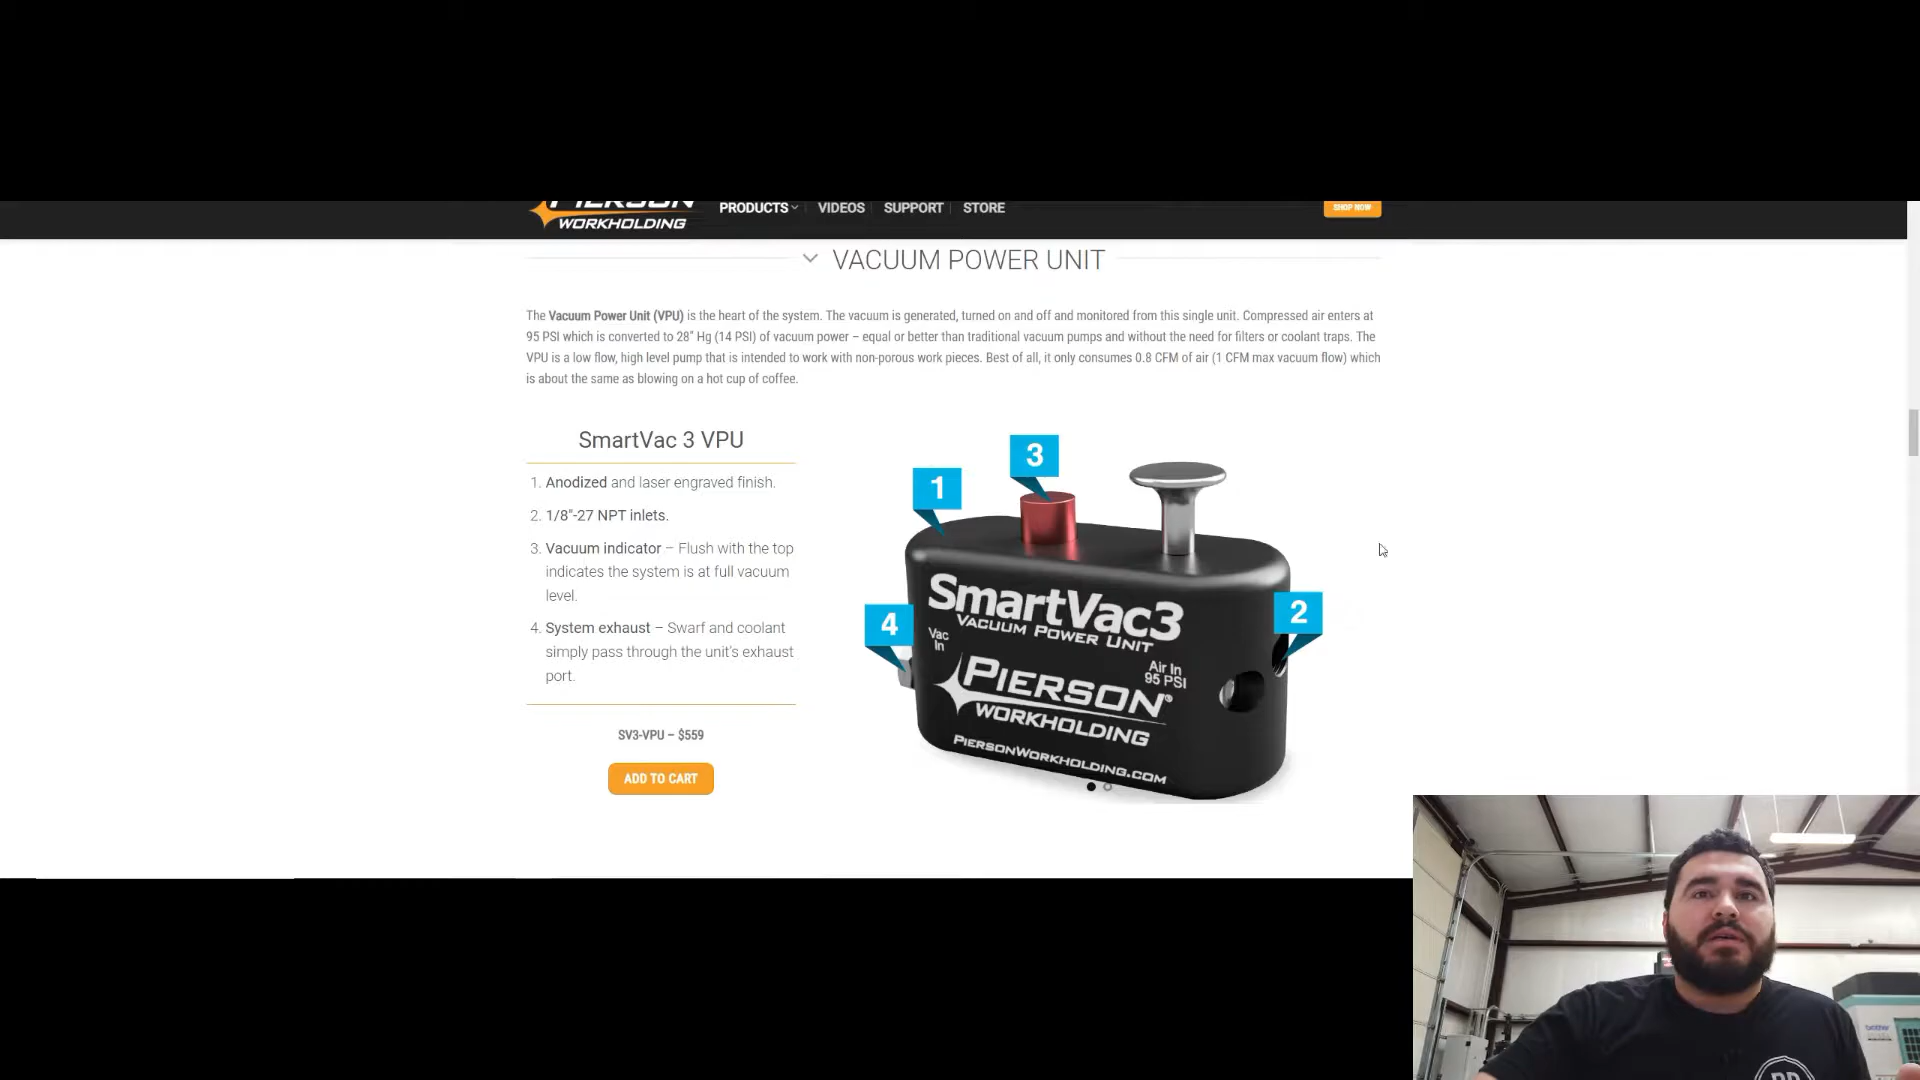 PIERSON
WORKHOLDING
PRODUCTS
VIDEOS
SUPPORT
STORE
SHOP NOW
VACUUM POWER UNIT
The Vacuum Power Unit (VPU) is the heart of the system. The vacuum is generated, turned on and off and monitored from this single unit. Compressed air enters at
95 PSI which is converted to 28" Hg (14 PSI) of vacuum power – equal or better than traditional vacuum pumps and without the need for filters or coolant traps. The
VPU is a low flow, high level pump that is intended to work with non-porous work pieces. Best of all, it only consumes 0.8 CFM of air (1 CFM max vacuum flow) which
is about the same as blowing on a hot cup of coffee.
SmartVac 3 VPU
1. Anodized and laser engraved finish.
2. 1/8"-27 NPT inlets.
3. Vacuum indicator – Flush with the top
indicates the system is at full vacuum
level.
4. System exhaust – Swarf and coolant
simply pass through the unit's exhaust
port.
SV3-VPU – $559
ADD TO CART
3
1
2
4
SmartVac3
VACUUM POWER UNIT
Vac
In
Air In
95 PSI
PIERSON®
WORKHOLDING
PIERSONWORKHOLDING.COM
brother